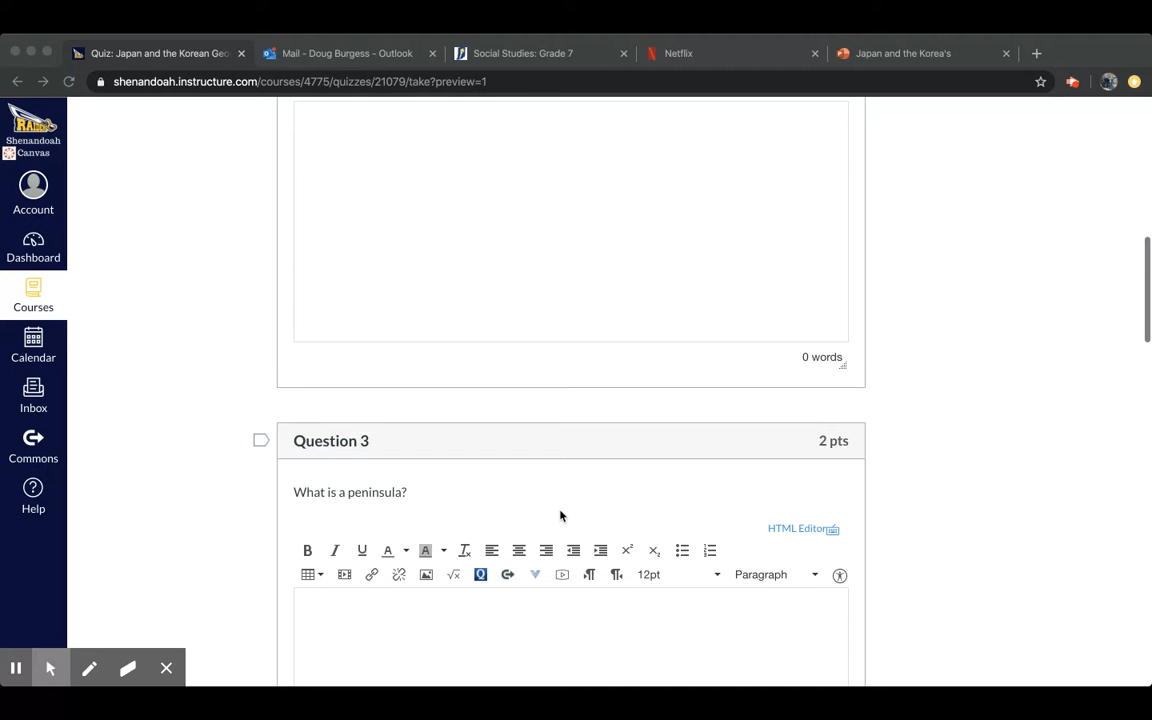 Quiz: Japan and the Korean Geo
Mail - Doug Burgess - Outlook
Social Studies: Grade 7
Netflix
Japan and the Korea's
shenandoah.instructure.com/courses/4775/quizzes/21079/take?preview=1
RAIDERS
Shenandoah
Canvas
Account
Dashboard
Courses
Calendar
Inbox
Commons
Help
0 words
Question 3
2 pts
What is a peninsula?
HTML Editor
B I U A A
12pt
Paragraph